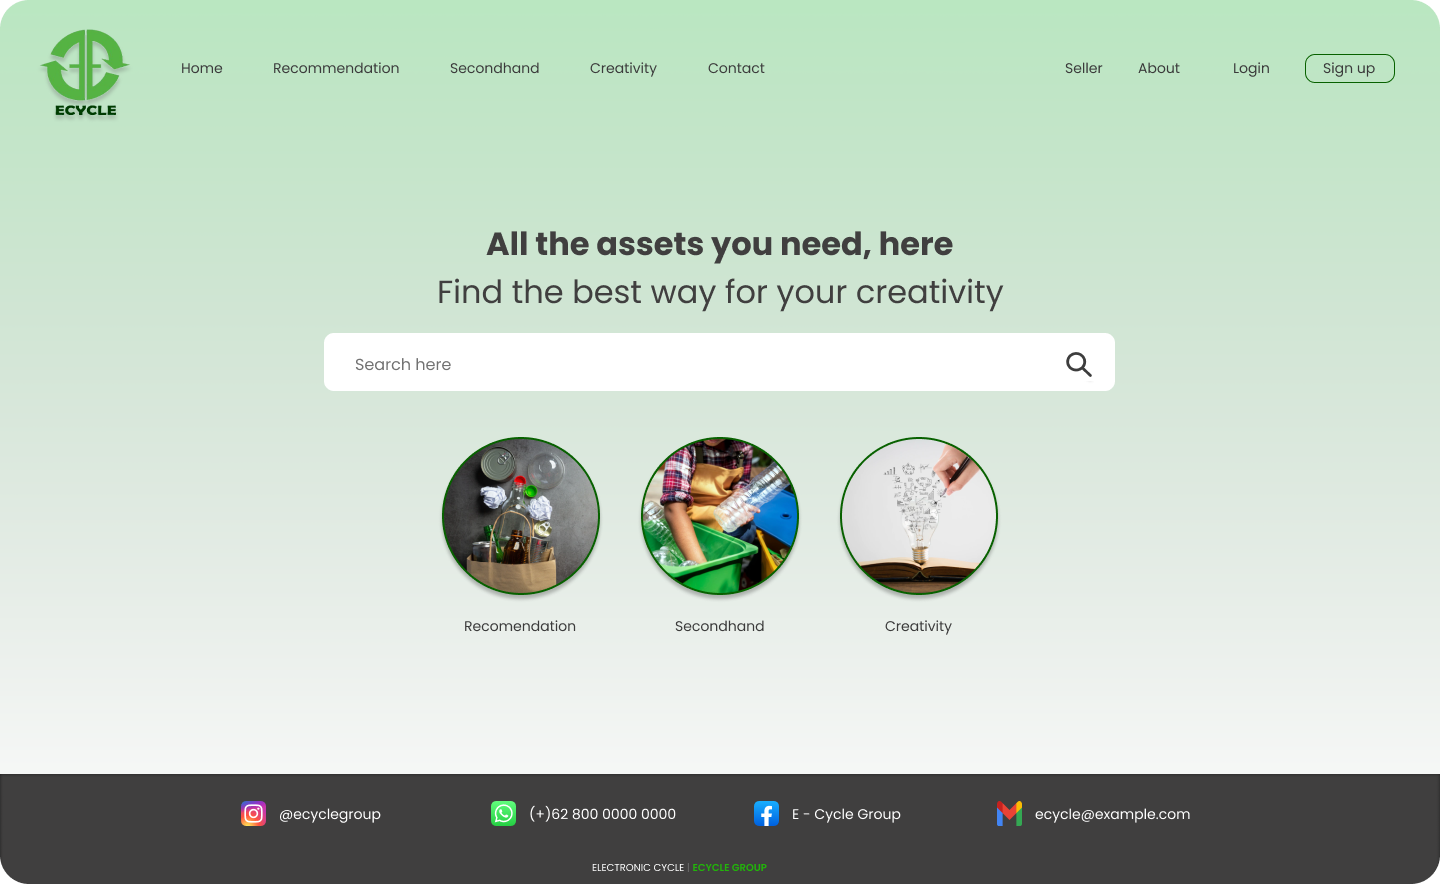 ECYCLE
Home Recommendation Secondhand Creativity Contact Seller About Login Sign up
All the assets you need, here
Find the best way for your creativity
Search here
Recomendation Secondhand Creativity
@ecyclegroup (+)62 800 0000 0000 E - Cycle Group ecycle@example.com
ELECTRONIC CYCLE | ECYCLE GROUP